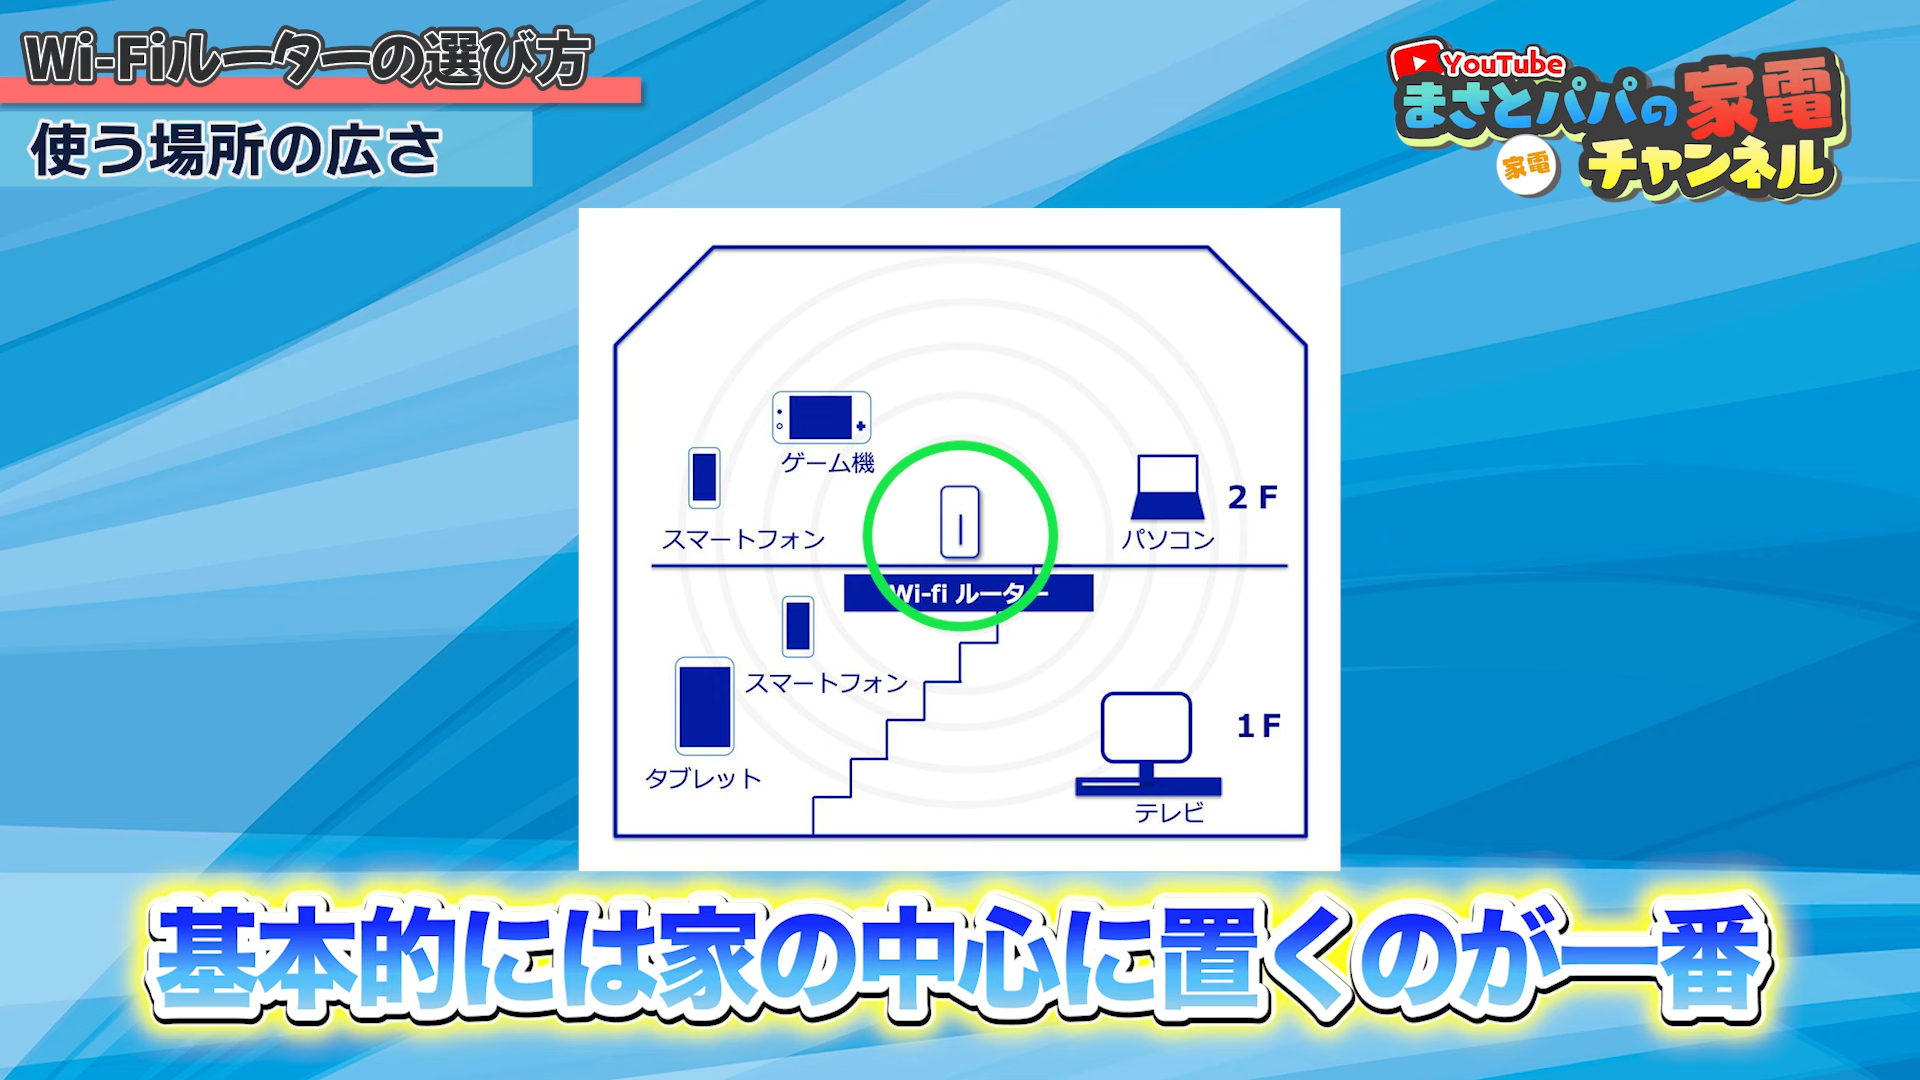 Wi-Fiルーターの選び方
使う場所の広さ
YouTube
まさとパパの家電
家電
チャンネル
ゲーム機
スマートフォン
パソコン
2F
Wi-fi ルーター
スマートフォン
タブレット
1F
テレビ
基本的には家の中心に置くのが一番